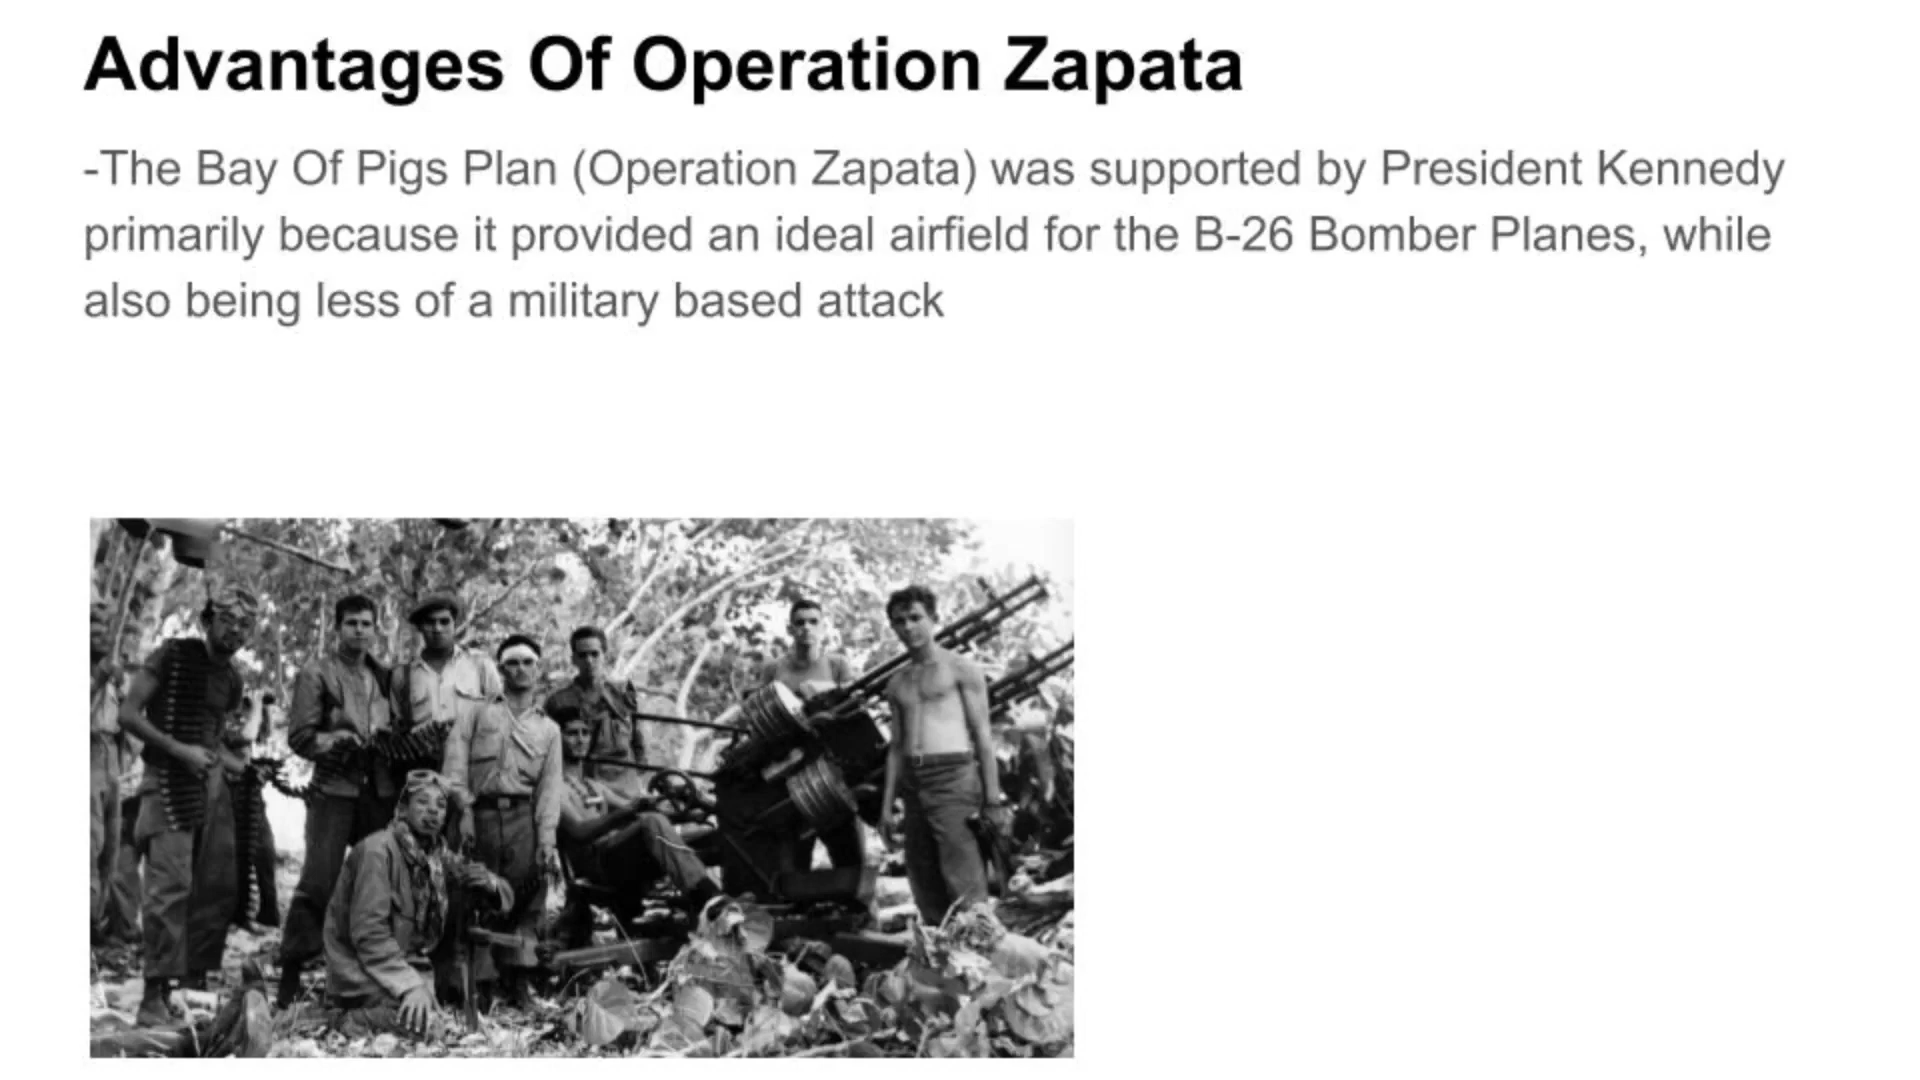 Advantages Of Operation Zapata
-The Bay Of Pigs Plan (Operation Zapata) was supported by President Kennedy
primarily because it provided an ideal airfield for the B-26 Bomber Planes, while
also being less of a military based attack